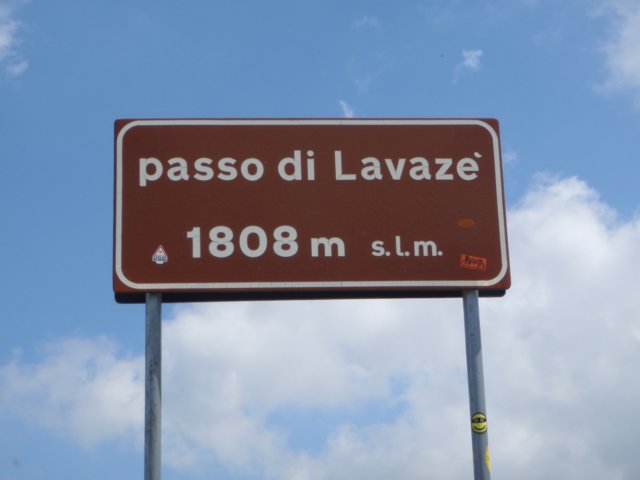 passo di Lavazè
1808 m s.l.m.